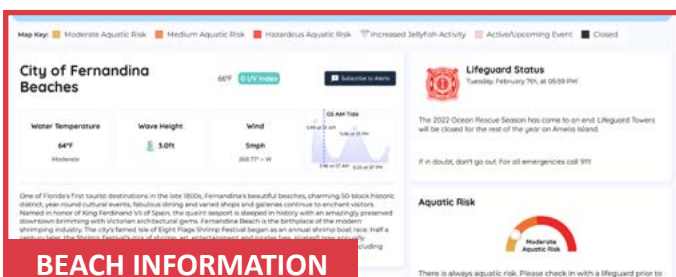 Map Key: Moderate Aquatic Risk Medium Aquatic Risk Hazardous Aquatic Risk Increased Jellyfish Activity Active/Upcoming Event Closed
City of Fernandina
Beaches
66°F 0 UV Index
Subscribe to Alerts
Water Temperature
64°F
Moderate
Wave Height
3.0ft
Wind
5mph
268.77° - W
05 AM Tide
Lifeguard Status
Tuesday, February 7th, at 05:59 PM
The 2022 Ocean Rescue Season has come to an end. Lifeguard Towers
will be closed for the rest of the year on Amelia Island.
If in doubt, don't go out. For all emergencies call 911!
One of Florida's first tourist destinations in the late 1800s, Fernandina's beautiful beaches, charming 50-block historic
district, year-round cultural events, fabulous dining and varied shops and galleries continue to enchant visitors.
Named in honor of King Ferdinand VII of Spain, the quaint seaport is steeped in history with an amazingly preserved
downtown brimming with Victorian architectural gems. Fernandina Beach is the birthplace of the modern
shrimping industry. The city's famed Isle of Eight Flags Shrimp Festival began as an annual shrimp boat race. Half a
Aquatic Risk
Moderate
Aquatic Risk
There is always aquatic risk. Please check in with a lifeguard prior to
BEACH INFORMATION